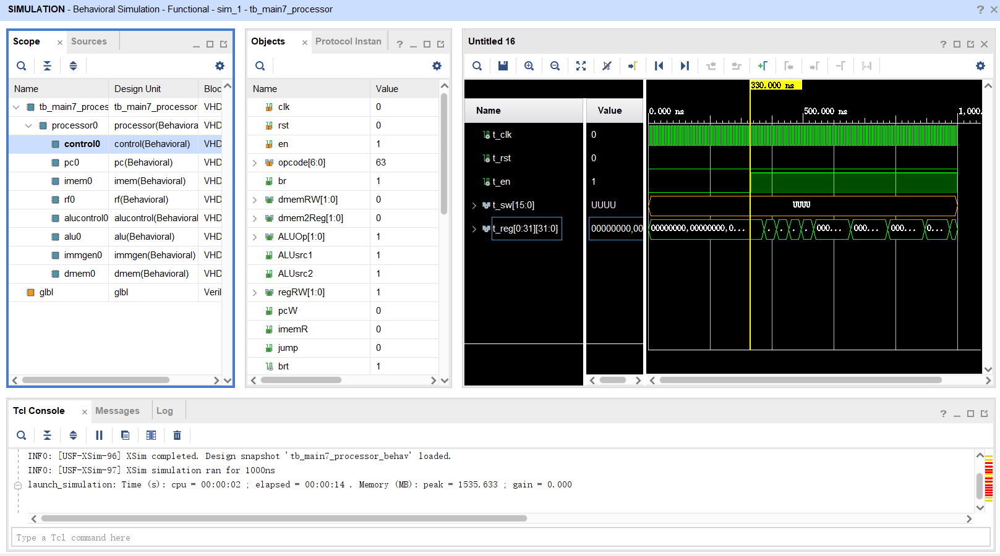 SIMULATION - Behavioral Simulation - Functional - sim_1 - tb_main7_processor
Scope
Sources
Name Design Unit Bloc
tb_main7_proces tb_main7_processor VHD
processor0 processor(Behaviora VHD
control0 control(Behavioral) VHD
pc0 pc(Behavioral) VHD
imem0 imem(Behavioral) VHD
rf0 rf(Behavioral) VHD
alucontrol0 alucontrol(Behavioral VHD
alu0 alu(Behavioral) VHD
immgen0 immgen(Behavioral) VHD
dmem0 dmem(Behavioral) VHD
glbl glbl Veril
Objects
Protocol Instan
Name Value
clk 0
rst 0
en 1
opcode[6:0] 63
br 1
dmemRW[1:0] 0
dmem2Reg[1:0] 0
ALUOp[1:0] 1
ALUsrc1 1
ALUsrc2 1
regRW[1:0] 1
pcW 0
imemR 0
jump 0
brt 1
Untitled 16
330.000 ns
0.000 ns 500.000 ns 1,000.
Name Value
t_clk 0
t_rst 0
t_en 1
t_sw[15:0] UUUU UUUU
t_reg[0:31][31:0] 00000000,00 00000000,00000000,0... . . . . 000... 000... 000... 0...
Tcl Console
Messages
Log
INFO: [USF-XSim-96] XSim completed. Design snapshot 'tb_main7_processor_behav' loaded.
INFO: [USF-XSim-97] XSim simulation ran for 1000ns
launch_simulation: Time (s): cpu = 00:00:02 ; elapsed = 00:00:14 . Memory (MB): peak = 1535.633 ; gain = 0.000
Type a Tcl command here